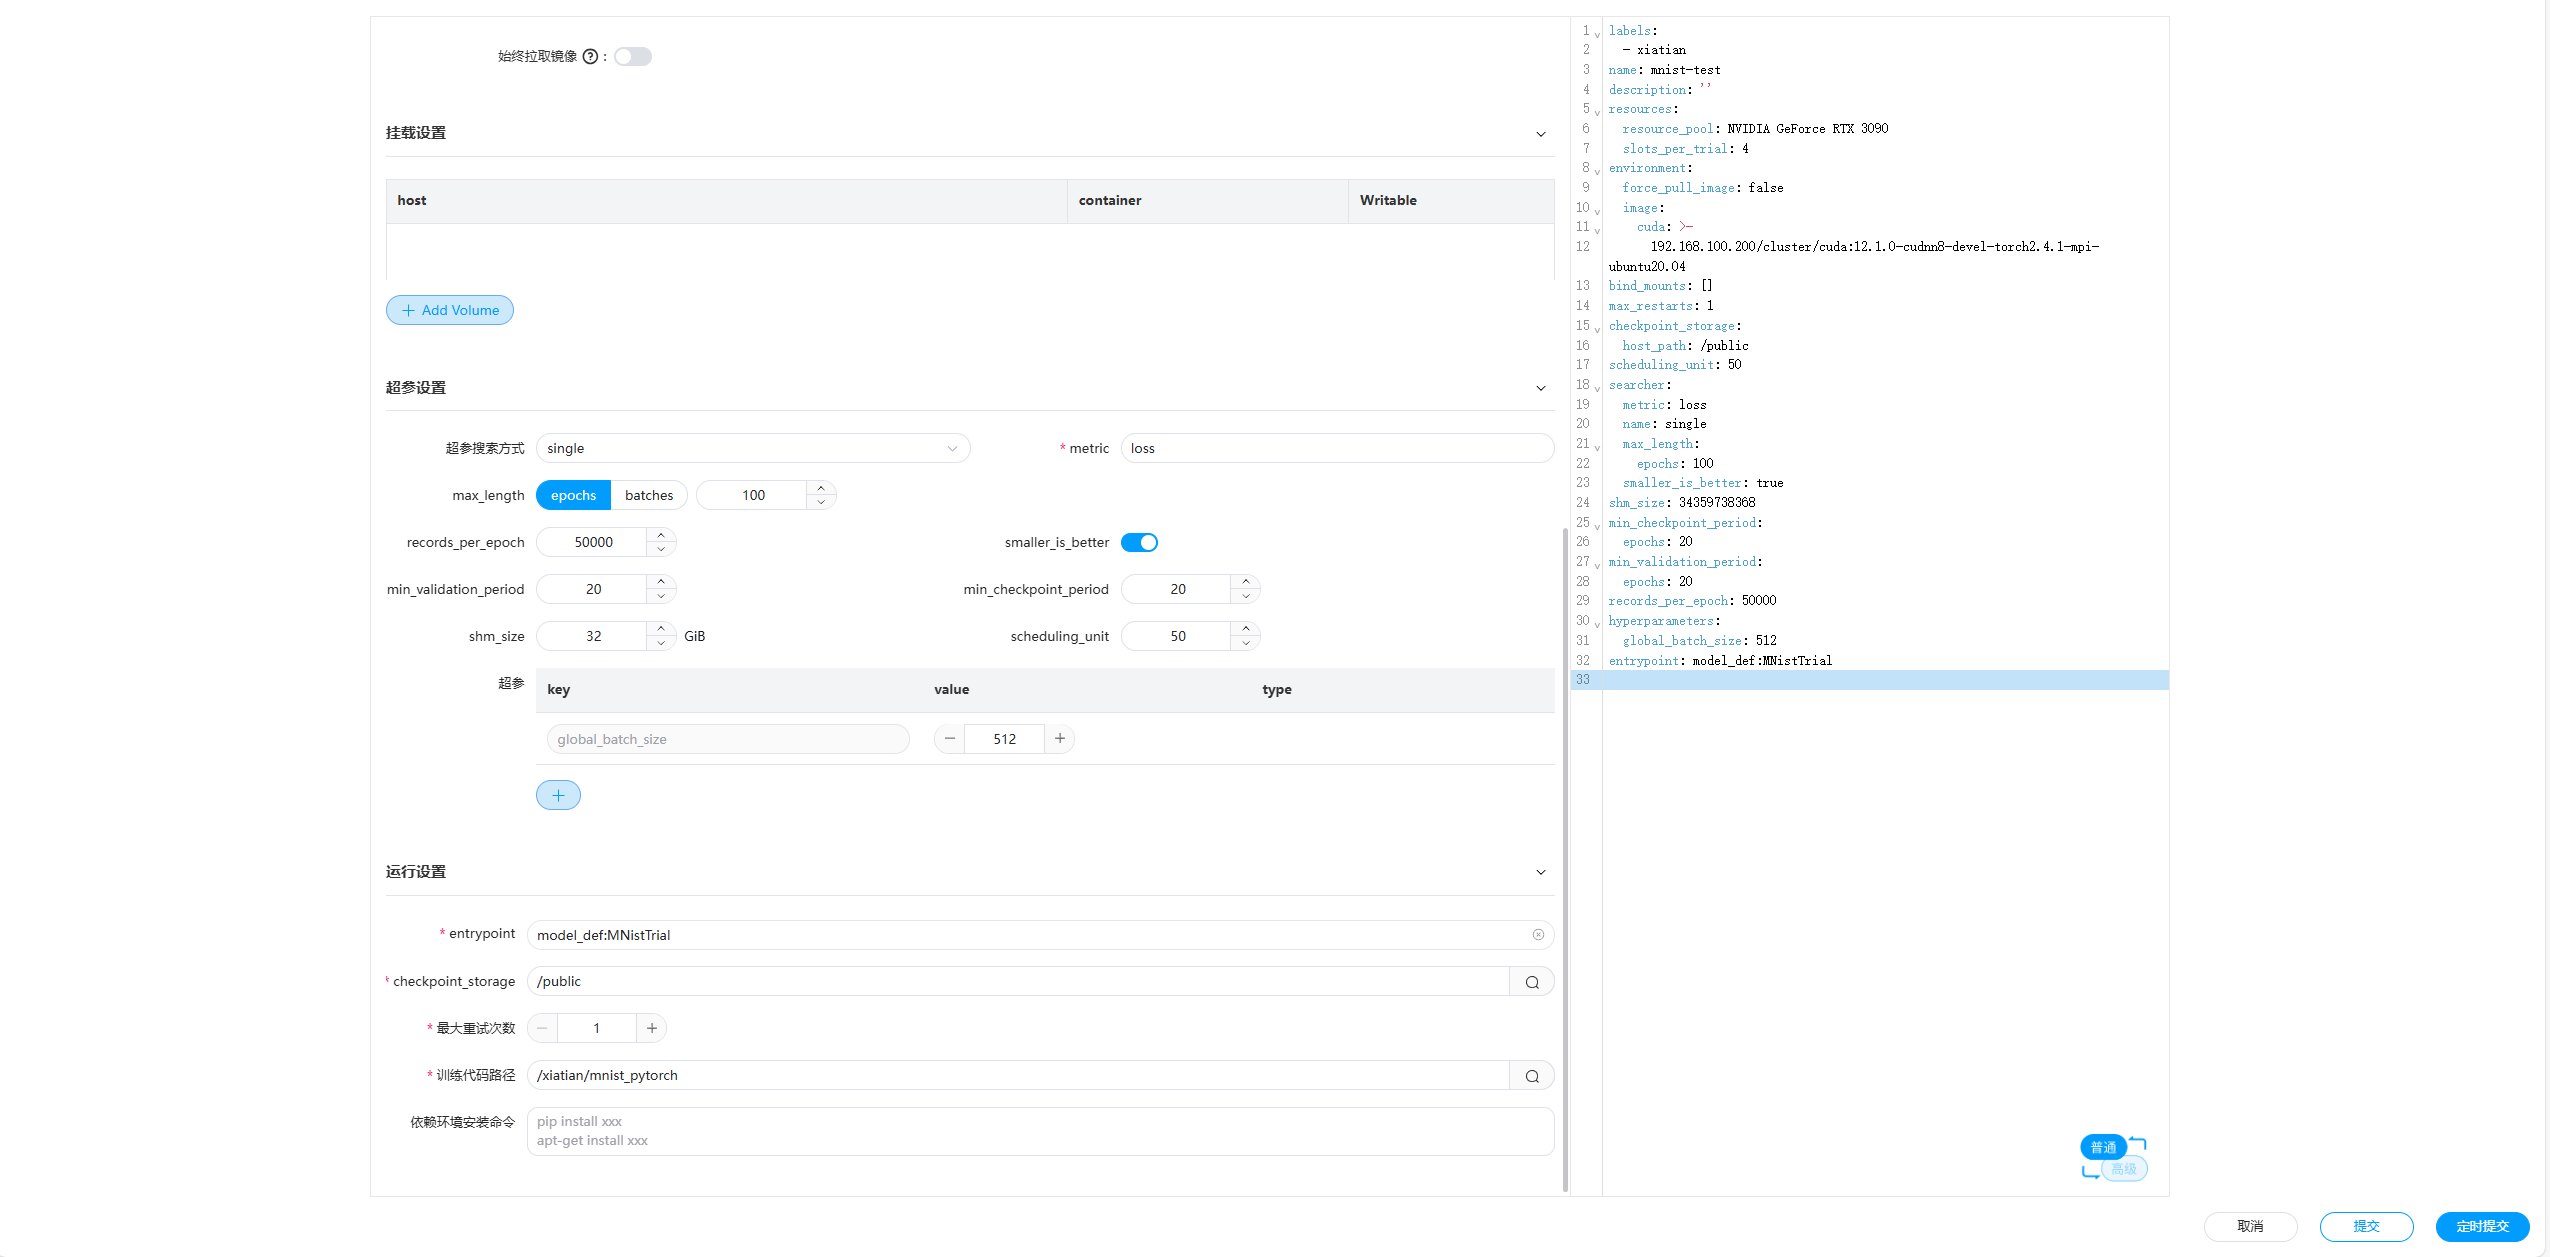 始终拉取镜像 ? :
挂载设置
host container Writable
+ Add Volume
超参设置
超参搜索方式 single * metric loss
max_length epochs batches 100
records_per_epoch 50000 smaller_is_better
min_validation_period 20 min_checkpoint_period 20
shm_size 32 GiB scheduling_unit 50
超参 key value type
global_batch_size − 512 +
+
运行设置
* entrypoint model_def:MNistTrial
* checkpoint_storage /public
* 最大重试次数 − 1 +
* 训练代码路径 /xiatian/mnist_pytorch
依赖环境安装命令 pip install xxx
apt-get install xxx
1 labels:
2 - xiatian
3 name: mnist-test
4 description: ''
5 resources:
6 resource_pool: NVIDIA GeForce RTX 3090
7 slots_per_trial: 4
8 environment:
9 force_pull_image: false
10 image:
11 cuda: >-
12 192.168.100.200/cluster/cuda:12.1.0-cudnn8-devel-torch2.4.1-mpi-
ubuntu20.04
13 bind_mounts: []
14 max_restarts: 1
15 checkpoint_storage:
16 host_path: /public
17 scheduling_unit: 50
18 searcher:
19 metric: loss
20 name: single
21 max_length:
22 epochs: 100
23 smaller_is_better: true
24 shm_size: 34359738368
25 min_checkpoint_period:
26 epochs: 20
27 min_validation_period:
28 epochs: 20
29 records_per_epoch: 50000
30 hyperparameters:
31 global_batch_size: 512
32 entrypoint: model_def:MNistTrial
33
普通
高级
取消 提交 定时提交